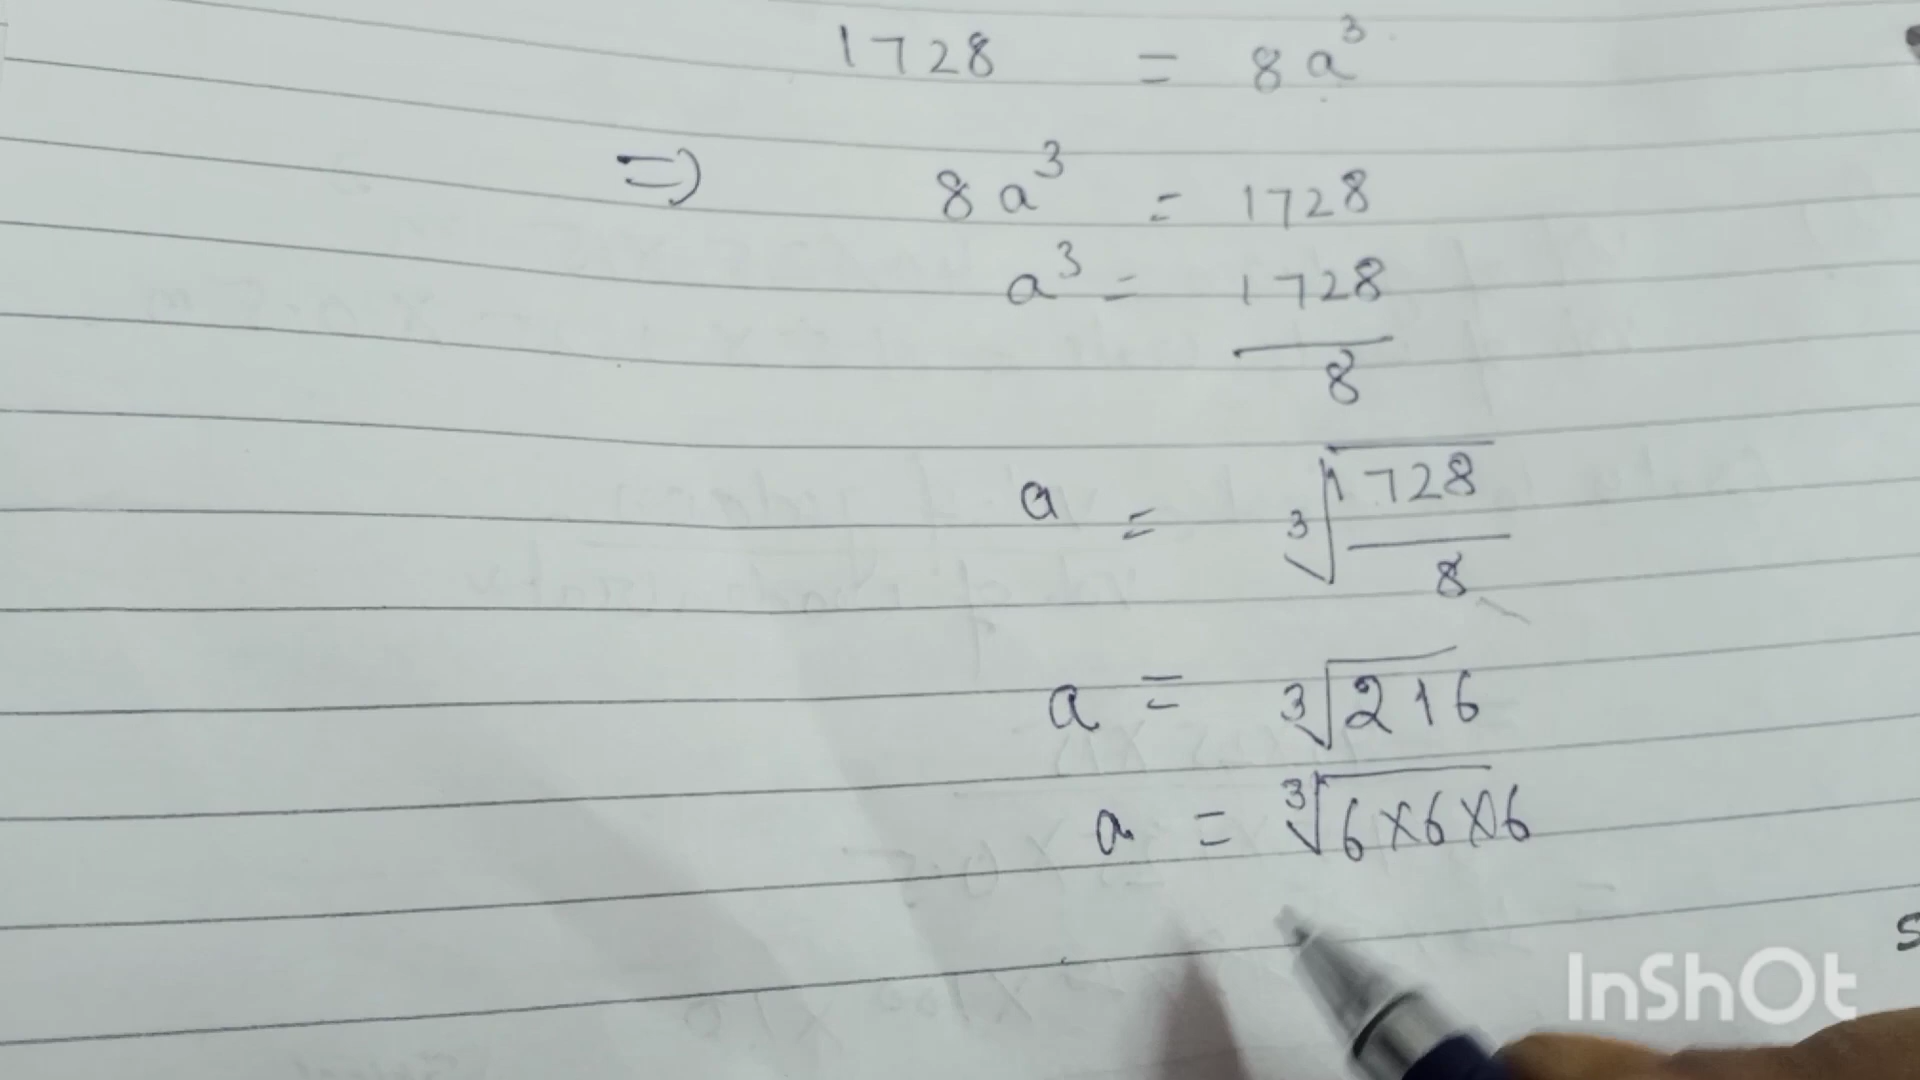 1728 = 8a³
⇒ 8a³ = 1728
a³ = 1728
8
a = ∛1728
8
a = ∛216
a = ∛6×6×6
InShOt